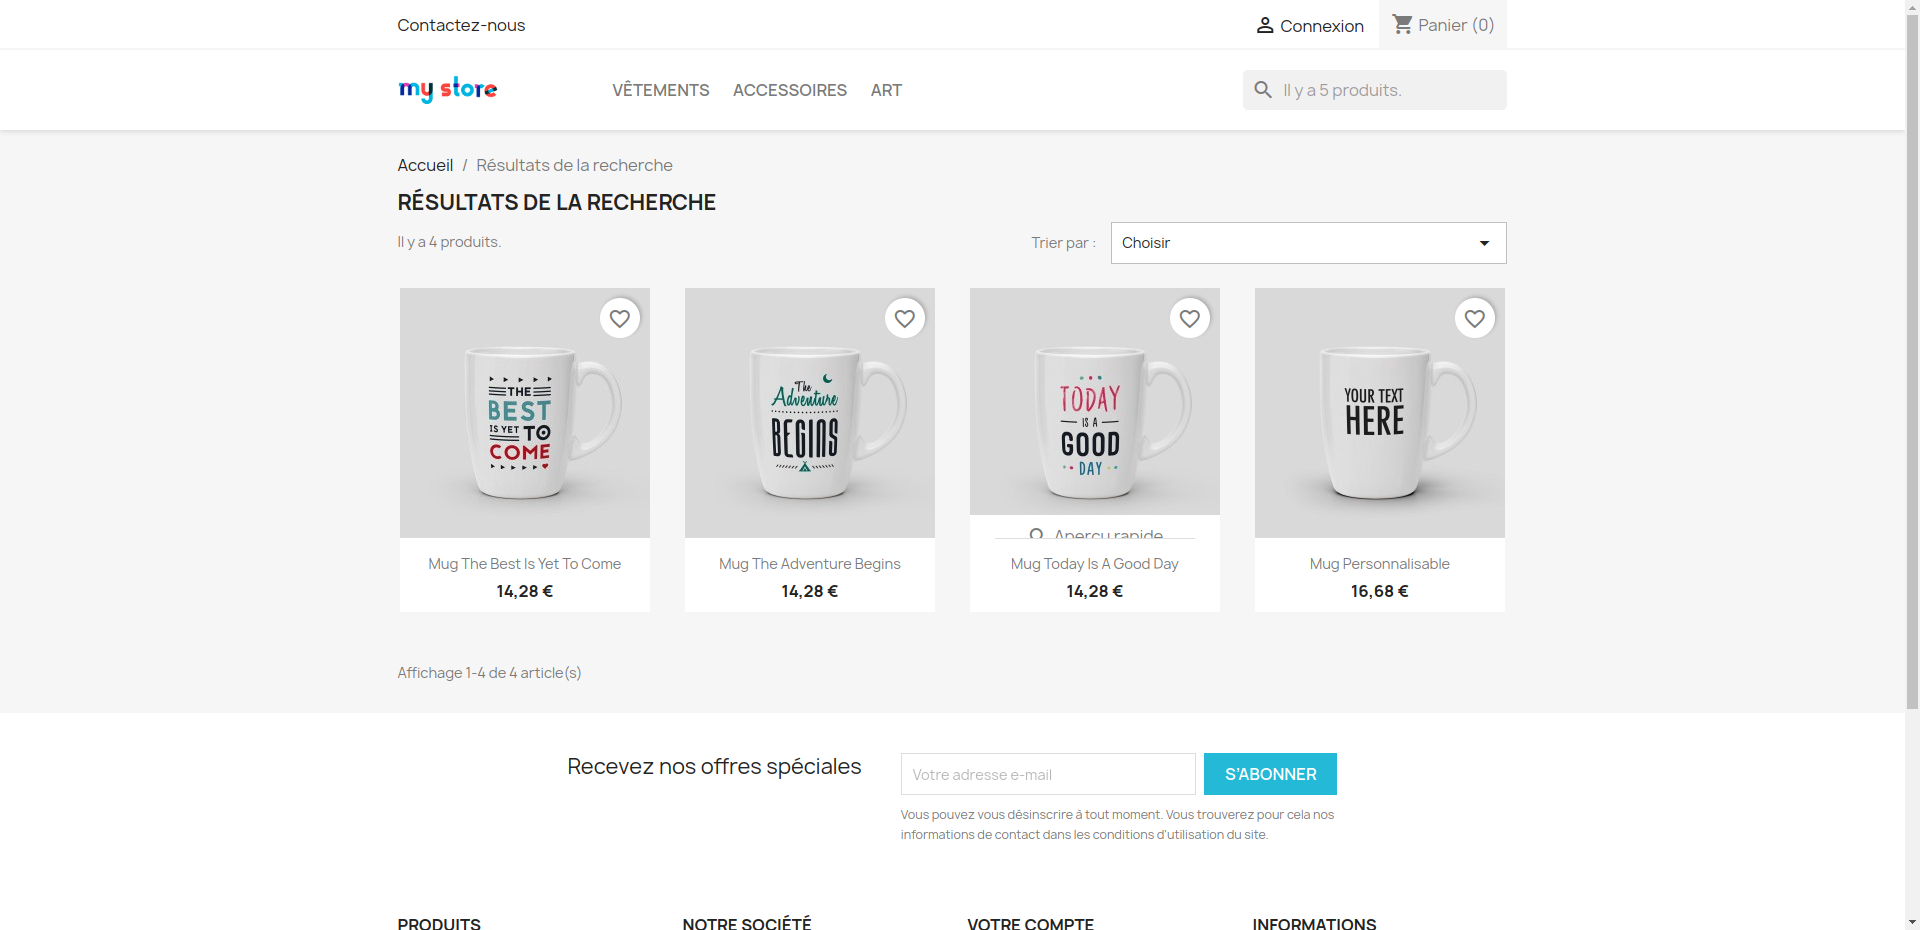 Contactez-nous
Connexion
Panier (0)
my store
VÊTEMENTS
ACCESSOIRES
ART
Il y a 5 produits.
Accueil / Résultats de la recherche
RÉSULTATS DE LA RECHERCHE
Il y a 4 produits.
Trier par :
Choisir
THE
BEST
IS YET TO
COME
The
Adventure
BEGINS
TODAY
IS A
GOOD
DAY
YOUR TEXT
HERE
Aperçu rapide
Mug The Best Is Yet To Come
14,28 €
Mug The Adventure Begins
14,28 €
Mug Today Is A Good Day
14,28 €
Mug Personnalisable
16,68 €
Affichage 1-4 de 4 article(s)
Recevez nos offres spéciales
Votre adresse e-mail
S'ABONNER
Vous pouvez vous désinscrire à tout moment. Vous trouverez pour cela nos
informations de contact dans les conditions d'utilisation du site.
PRODUITS
NOTRE SOCIÉTÉ
VOTRE COMPTE
INFORMATIONS